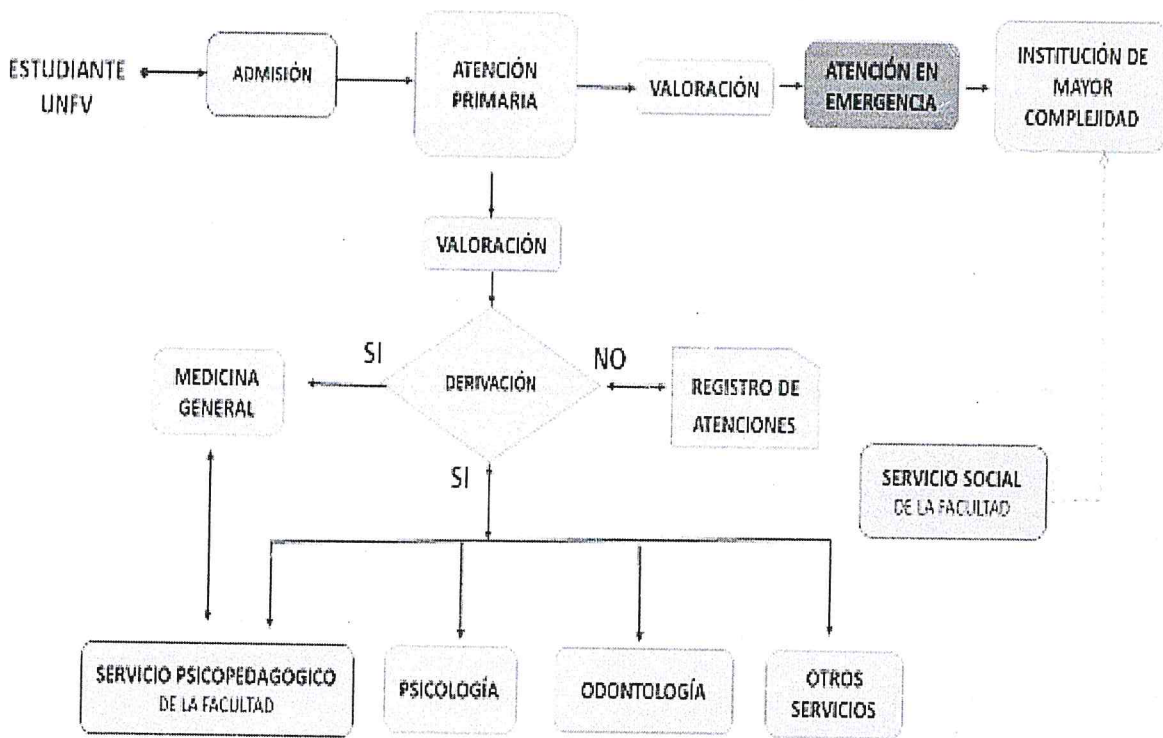 ESTUDIANTE
UNFV
ADMISIÓN
ATENCIÓN
PRIMARIA
VALORACIÓN
ATENCIÓN EN
EMERGENCIA
INSTITUCIÓN DE
MAYOR
COMPLEJIDAD
VALORACIÓN
SI
DERIVACIÓN
NO
MEDICINA
GENERAL
REGISTRO DE
ATENCIONES
SI
SERVICIO SOCIAL
DE LA FACULTAD
SERVICIO PSICOPEDAGOGICO
DE LA FACULTAD
PSICOLOGÍA
ODONTOLOGÍA
OTROS
SERVICIOS